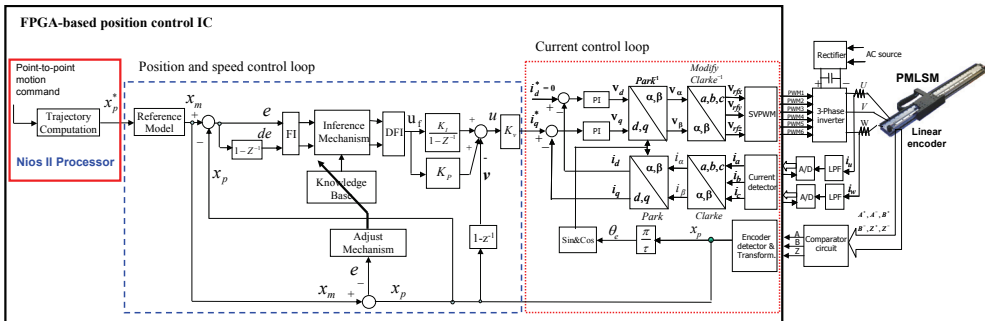 FPGA-based position control IC
Point-to-point
motion
command
x*p
Trajectory
Computation
Nios II Processor
Position and speed control loop
Reference
Model
xm
+
−
e
de
1−Z⁻¹
FI
Inference
Mechanism
DFI
uf
KI
1−Z⁻¹
KP
+
+
-
v
u
Kv
xp
Knowledge
Base
Adjust
Mechanism
e
xm
+
−
xp
1-z⁻¹
Current control loop
i*d = 0
i*q
+
−
+
−
PI
PI
vd
vq
Park⁻¹
α,β
d,q
vα
vβ
Modify
Clarke⁻¹
a,b,c
α,β
vrfx
vrfy
vrfz
SVPWM
id
iq
α,β
d,q
Park
iα
iβ
a,b,c
α,β
Clarke
ia
ib
ic
Current
detector
Sin&Cos
θe
π
τ
xp
Encoder
detector &
Transform.
PWM1
PWM2
PWM3
PWM4
PWM5
PWM6
Rectifier
AC source
+
−
3-Phase
inverter
U
V
W
PMLSM
Linear
encoder
A/D
LPF
iu
A/D
LPF
iw
A
B
Z
Comparator
circuit
A⁺, A⁻, B⁺
B⁻, Z⁺, Z⁻